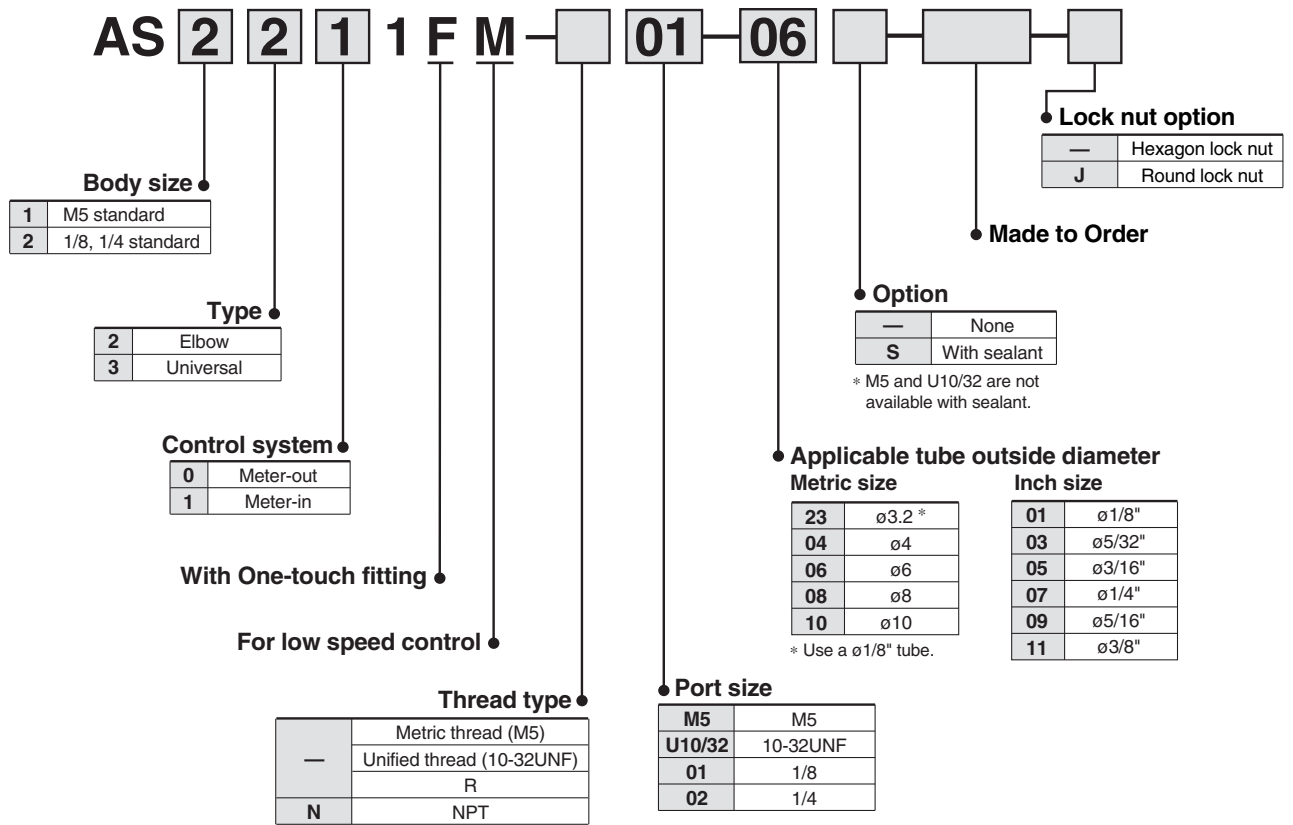 AS 2 2 1 1 F M – 01 – 06 – –
Lock nut option
— Hexagon lock nut
J Round lock nut
Body size
1 M5 standard
2 1/8, 1/4 standard
Made to Order
Option
— None
S With sealant
* M5 and U10/32 are not
available with sealant.
Type
2 Elbow
3 Universal
Control system
0 Meter-out
1 Meter-in
Applicable tube outside diameter
Metric size
23 ø3.2 *
04 ø4
06 ø6
08 ø8
10 ø10
* Use a ø1/8" tube.
Inch size
01 ø1/8"
03 ø5/32"
05 ø3/16"
07 ø1/4"
09 ø5/16"
11 ø3/8"
With One-touch fitting
For low speed control
Thread type
— Metric thread (M5)
Unified thread (10-32UNF)
R
N NPT
Port size
M5 M5
U10/32 10-32UNF
01 1/8
02 1/4